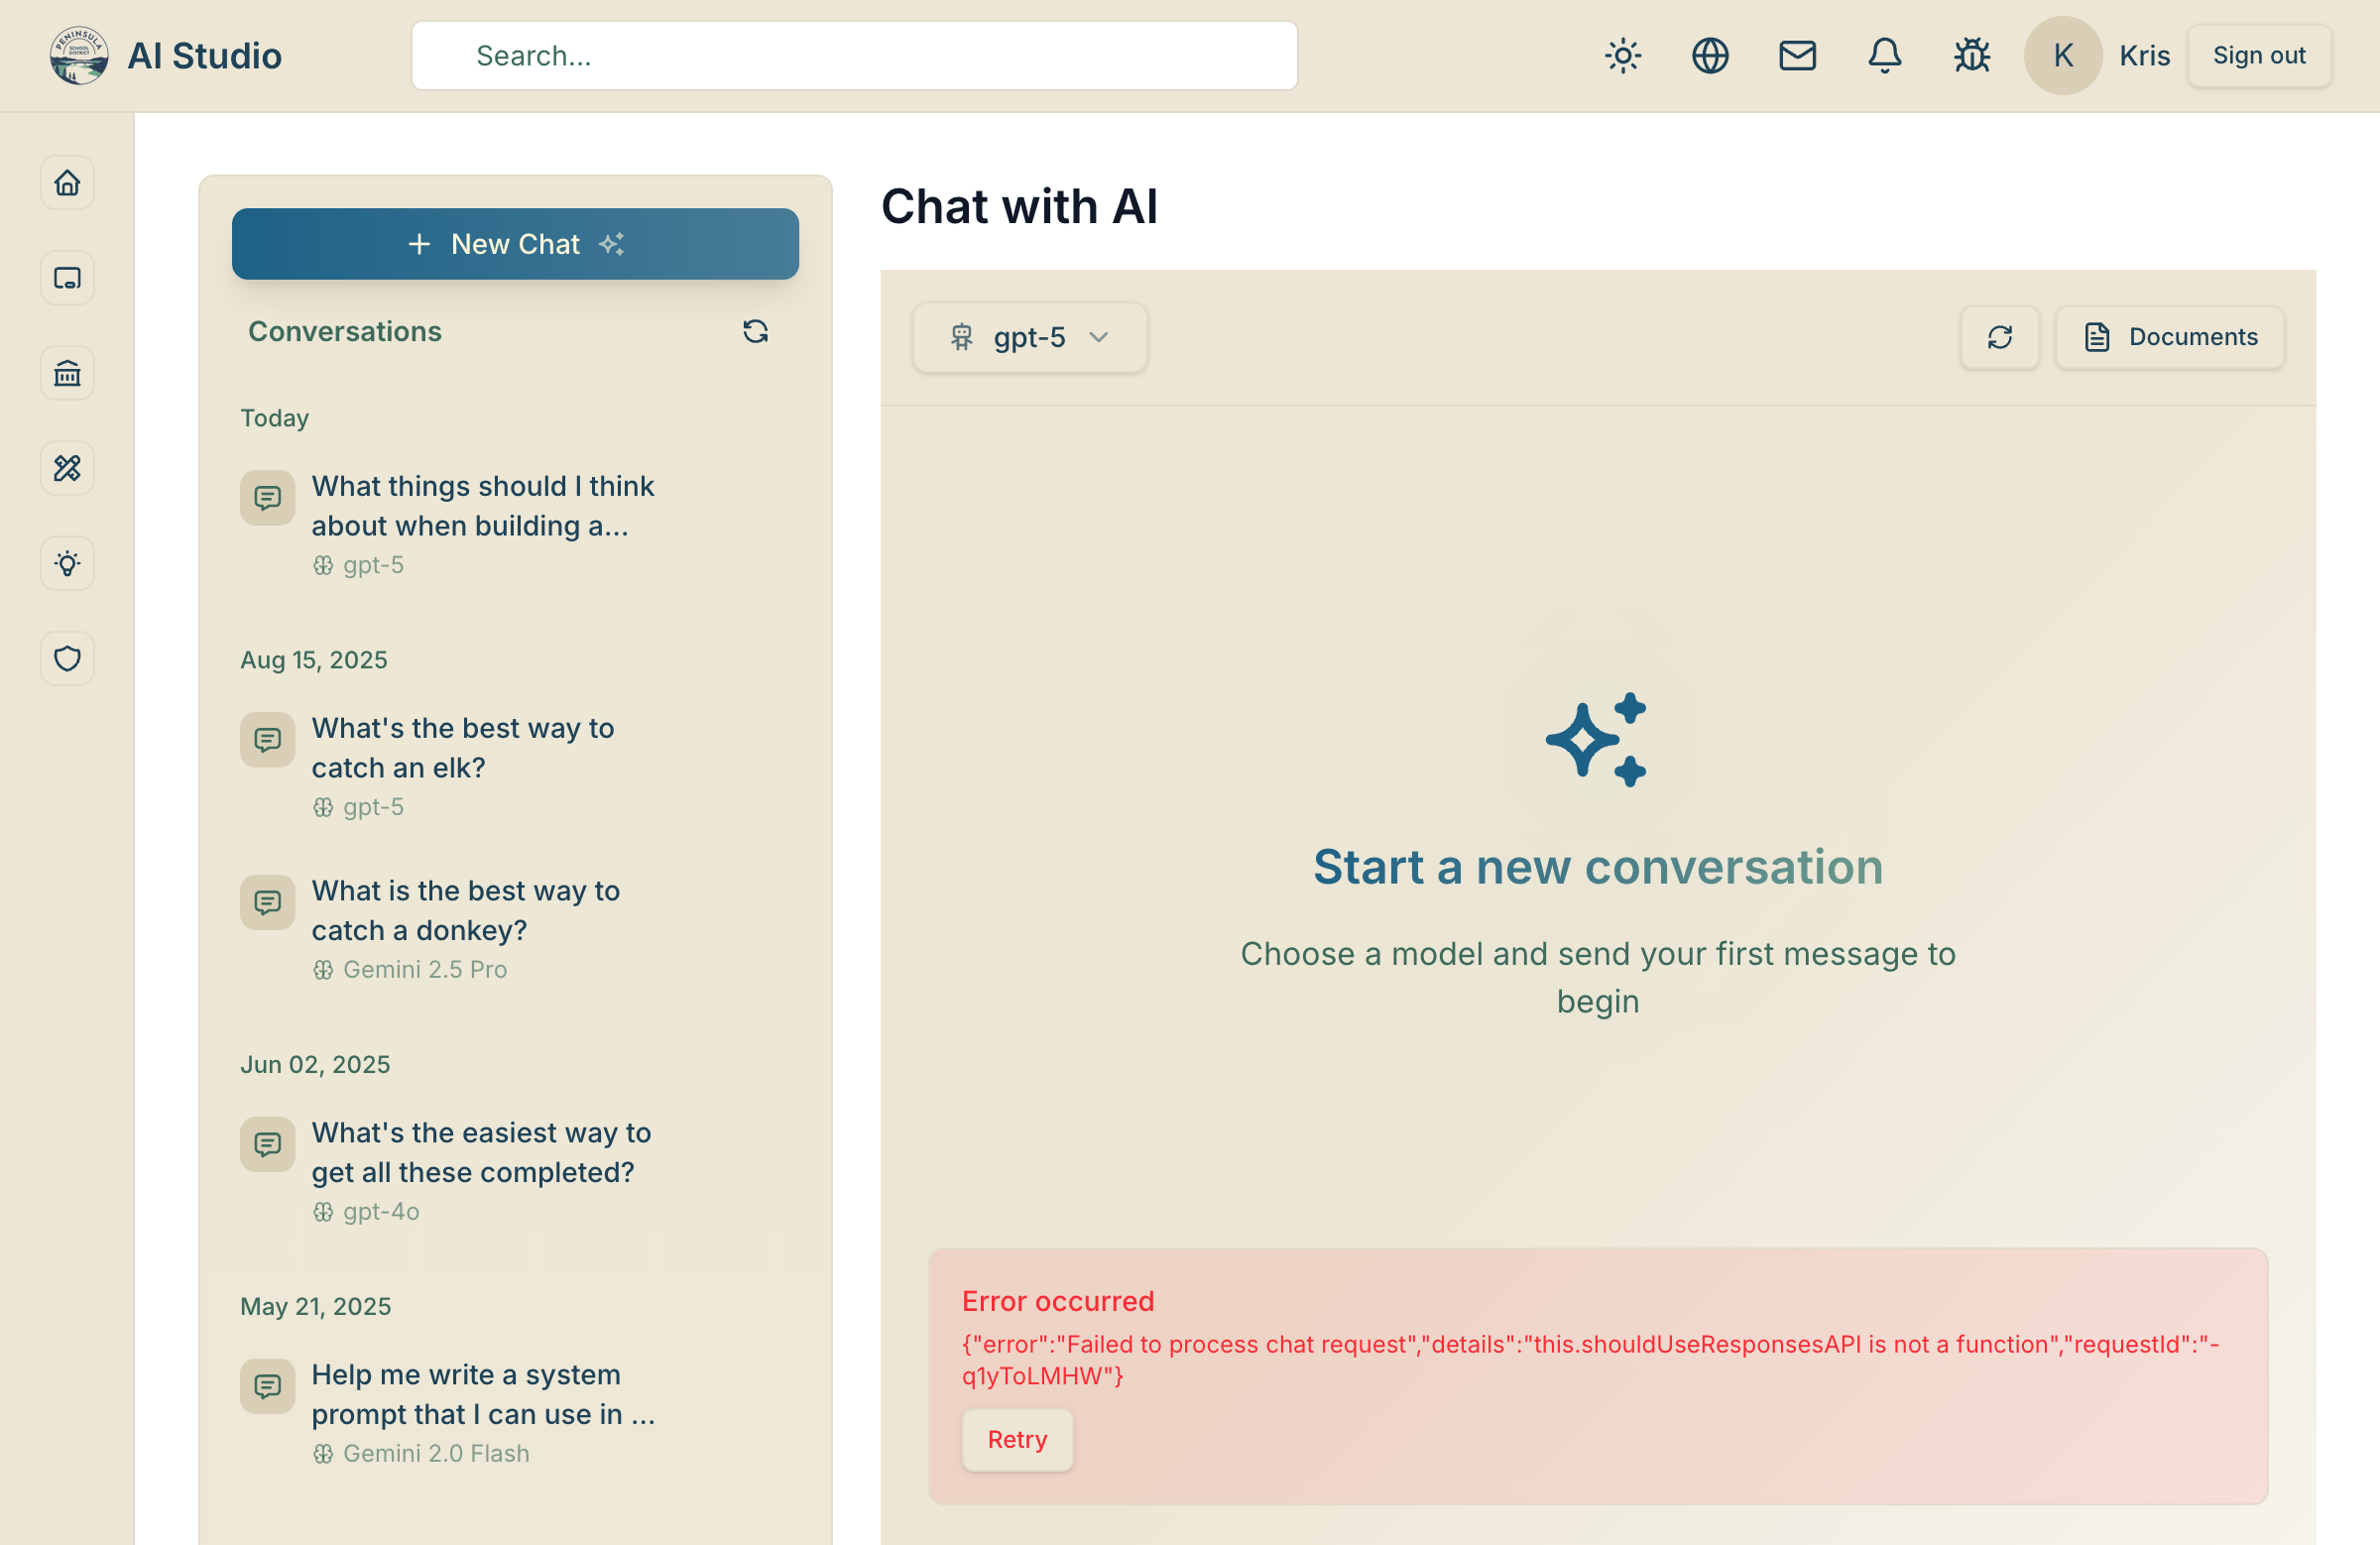 PENINSULA
SCHOOL
DISTRICT
AI Studio
Search...
K
Kris
Sign out
New Chat
Conversations
Today
What things should I think
about when building a...
gpt-5
Aug 15, 2025
What's the best way to
catch an elk?
gpt-5
What is the best way to
catch a donkey?
Gemini 2.5 Pro
Jun 02, 2025
What's the easiest way to
get all these completed?
gpt-4o
May 21, 2025
Help me write a system
prompt that I can use in ...
Gemini 2.0 Flash
Chat with AI
gpt-5
Documents
Start a new conversation
Choose a model and send your first message to
begin
Error occurred
{"error":"Failed to process chat request","details":"this.shouldUseResponsesAPI is not a function","requestId":"-
q1yToLMHW"}
Retry